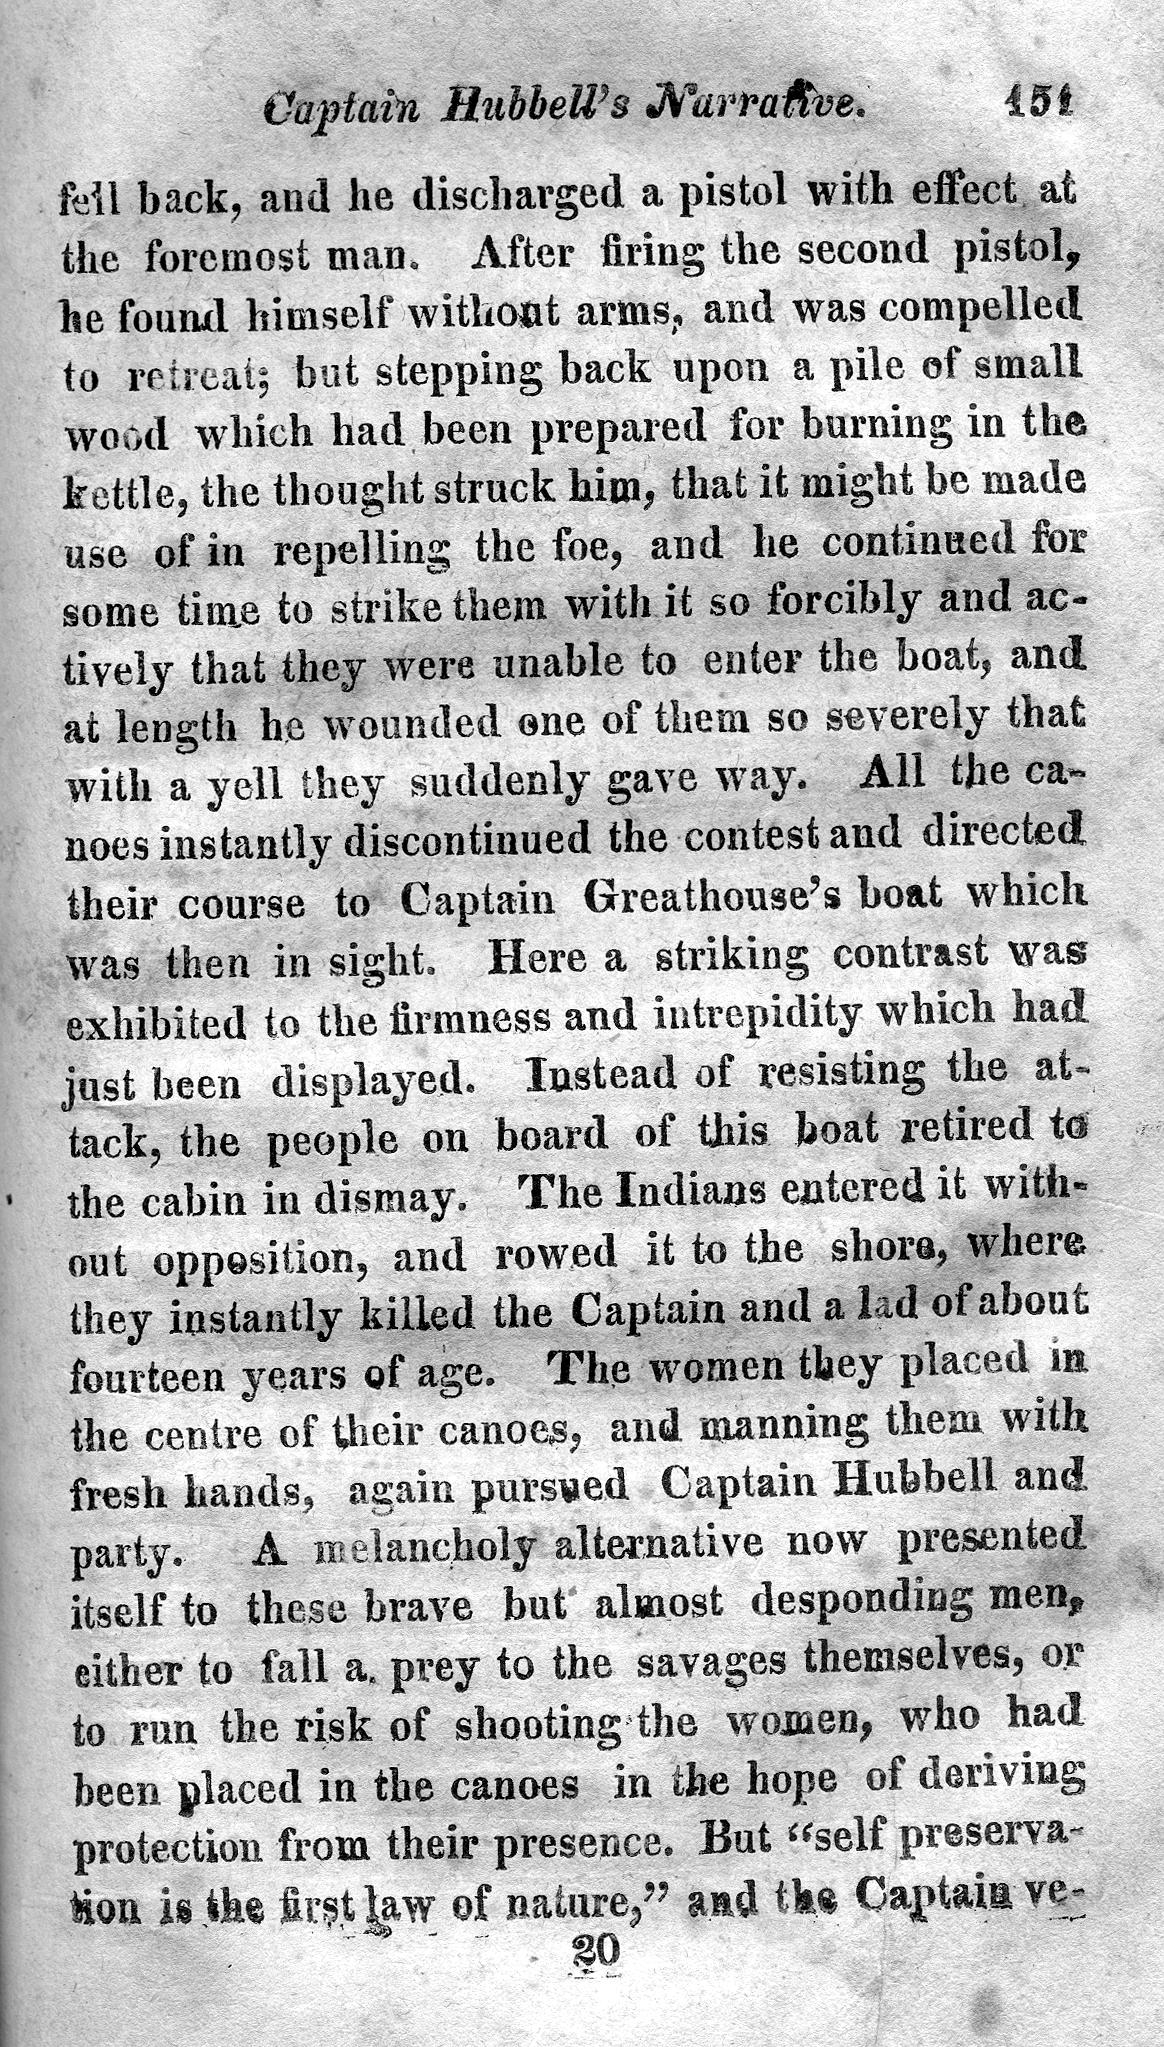 Captain Hubbell's Narrative. 151
fell back, and he discharged a pistol with effect at
the foremost man. After firing the second pistol,
he found himself without arms, and was compelled
to retreat; but stepping back upon a pile of small
wood which had been prepared for burning in the
kettle, the thought struck him, that it might be made
use of in repelling the foe, and he continued for
some time to strike them with it so forcibly and ac-
tively that they were unable to enter the boat, and
at length he wounded one of them so severely that
with a yell they suddenly gave way. All the ca-
noes instantly discontinued the contest and directed
their course to Captain Greathouse's boat which
was then in sight. Here a striking contrast was
exhibited to the firmness and intrepidity which had
just been displayed. Instead of resisting the at-
tack, the people on board of this boat retired to
the cabin in dismay. The Indians entered it with-
out opposition, and rowed it to the shore, where
they instantly killed the Captain and a lad of about
fourteen years of age. The women they placed in
the centre of their canoes, and manning them with
fresh hands, again pursued Captain Hubbell and
party. A melancholy alternative now presented
itself to these brave but almost desponding men,
either to fall a prey to the savages themselves, or
to run the risk of shooting the women, who had
been placed in the canoes in the hope of deriving
protection from their presence. But "self preserva-
tion is the first law of nature," and the Captain ve-
20